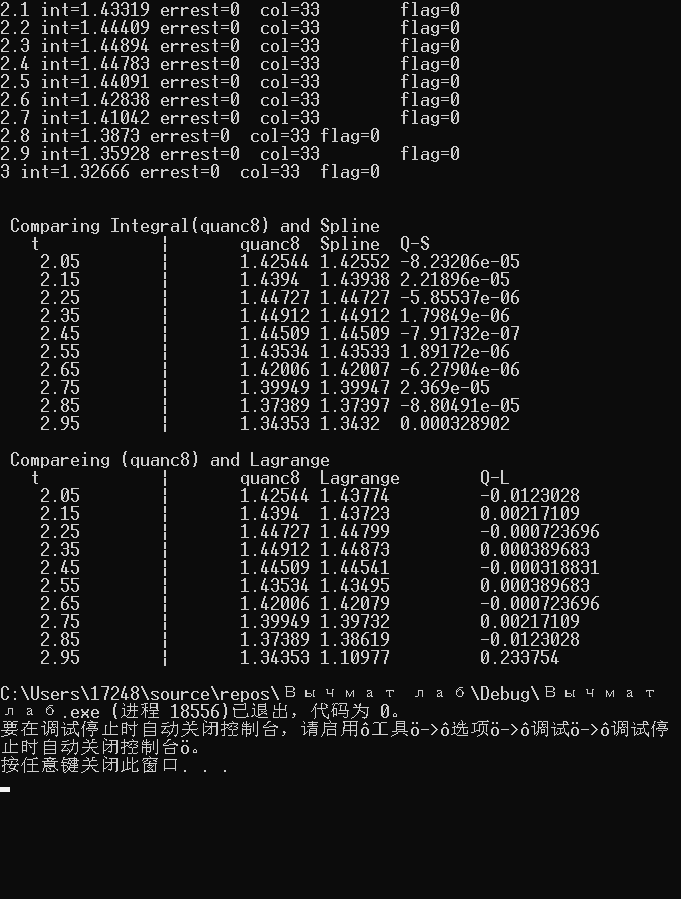 2.1 int=1.43319 errest=0  col=33        flag=0
2.2 int=1.44409 errest=0  col=33        flag=0
2.3 int=1.44894 errest=0  col=33        flag=0
2.4 int=1.44783 errest=0  col=33        flag=0
2.5 int=1.44091 errest=0  col=33        flag=0
2.6 int=1.42838 errest=0  col=33        flag=0
2.7 int=1.41042 errest=0  col=33        flag=0
2.8 int=1.3873 errest=0  col=33 flag=0
2.9 int=1.35928 errest=0  col=33        flag=0
3 int=1.32666 errest=0  col=33  flag=0
 Comparing Integral(quanc8) and Spline
   t            ¦       quanc8  Spline  Q-S
    2.05        ¦       1.42544 1.42552 -8.23206e-05
    2.15        ¦       1.4394  1.43938 2.21896e-05
    2.25        ¦       1.44727 1.44727 -5.85537e-06
    2.35        ¦       1.44912 1.44912 1.79849e-06
    2.45        ¦       1.44509 1.44509 -7.91732e-07
    2.55        ¦       1.43534 1.43533 1.89172e-06
    2.65        ¦       1.42006 1.42007 -6.27904e-06
    2.75        ¦       1.39949 1.39947 2.369e-05
    2.85        ¦       1.37389 1.37397 -8.80491e-05
    2.95        ¦       1.34353 1.3432  0.000328902
 Compareing (quanc8) and Lagrange
   t            ¦       quanc8  Lagrange        Q-L
    2.05        ¦       1.42544 1.43774         -0.0123028
    2.15        ¦       1.4394  1.43723         0.00217109
    2.25        ¦       1.44727 1.44799         -0.000723696
    2.35        ¦       1.44912 1.44873         0.000389683
    2.45        ¦       1.44509 1.44541         -0.000318831
    2.55        ¦       1.43534 1.43495         0.000389683
    2.65        ¦       1.42006 1.42079         -0.000723696
    2.75        ¦       1.39949 1.39732         0.00217109
    2.85        ¦       1.37389 1.38619         -0.0123028
    2.95        ¦       1.34353 1.10977         0.233754
C:\Users\17248\source\repos\Вычмат лаб\Debug\Вычмат
лаб.exe (进程 18556)已退出，代码为 0。
要在调试停止时自动关闭控制台，请启用ô工具ö->ô选项ö->ô调试ö->ô调试停
止时自动关闭控制台ö。
按任意键关闭此窗口. . .